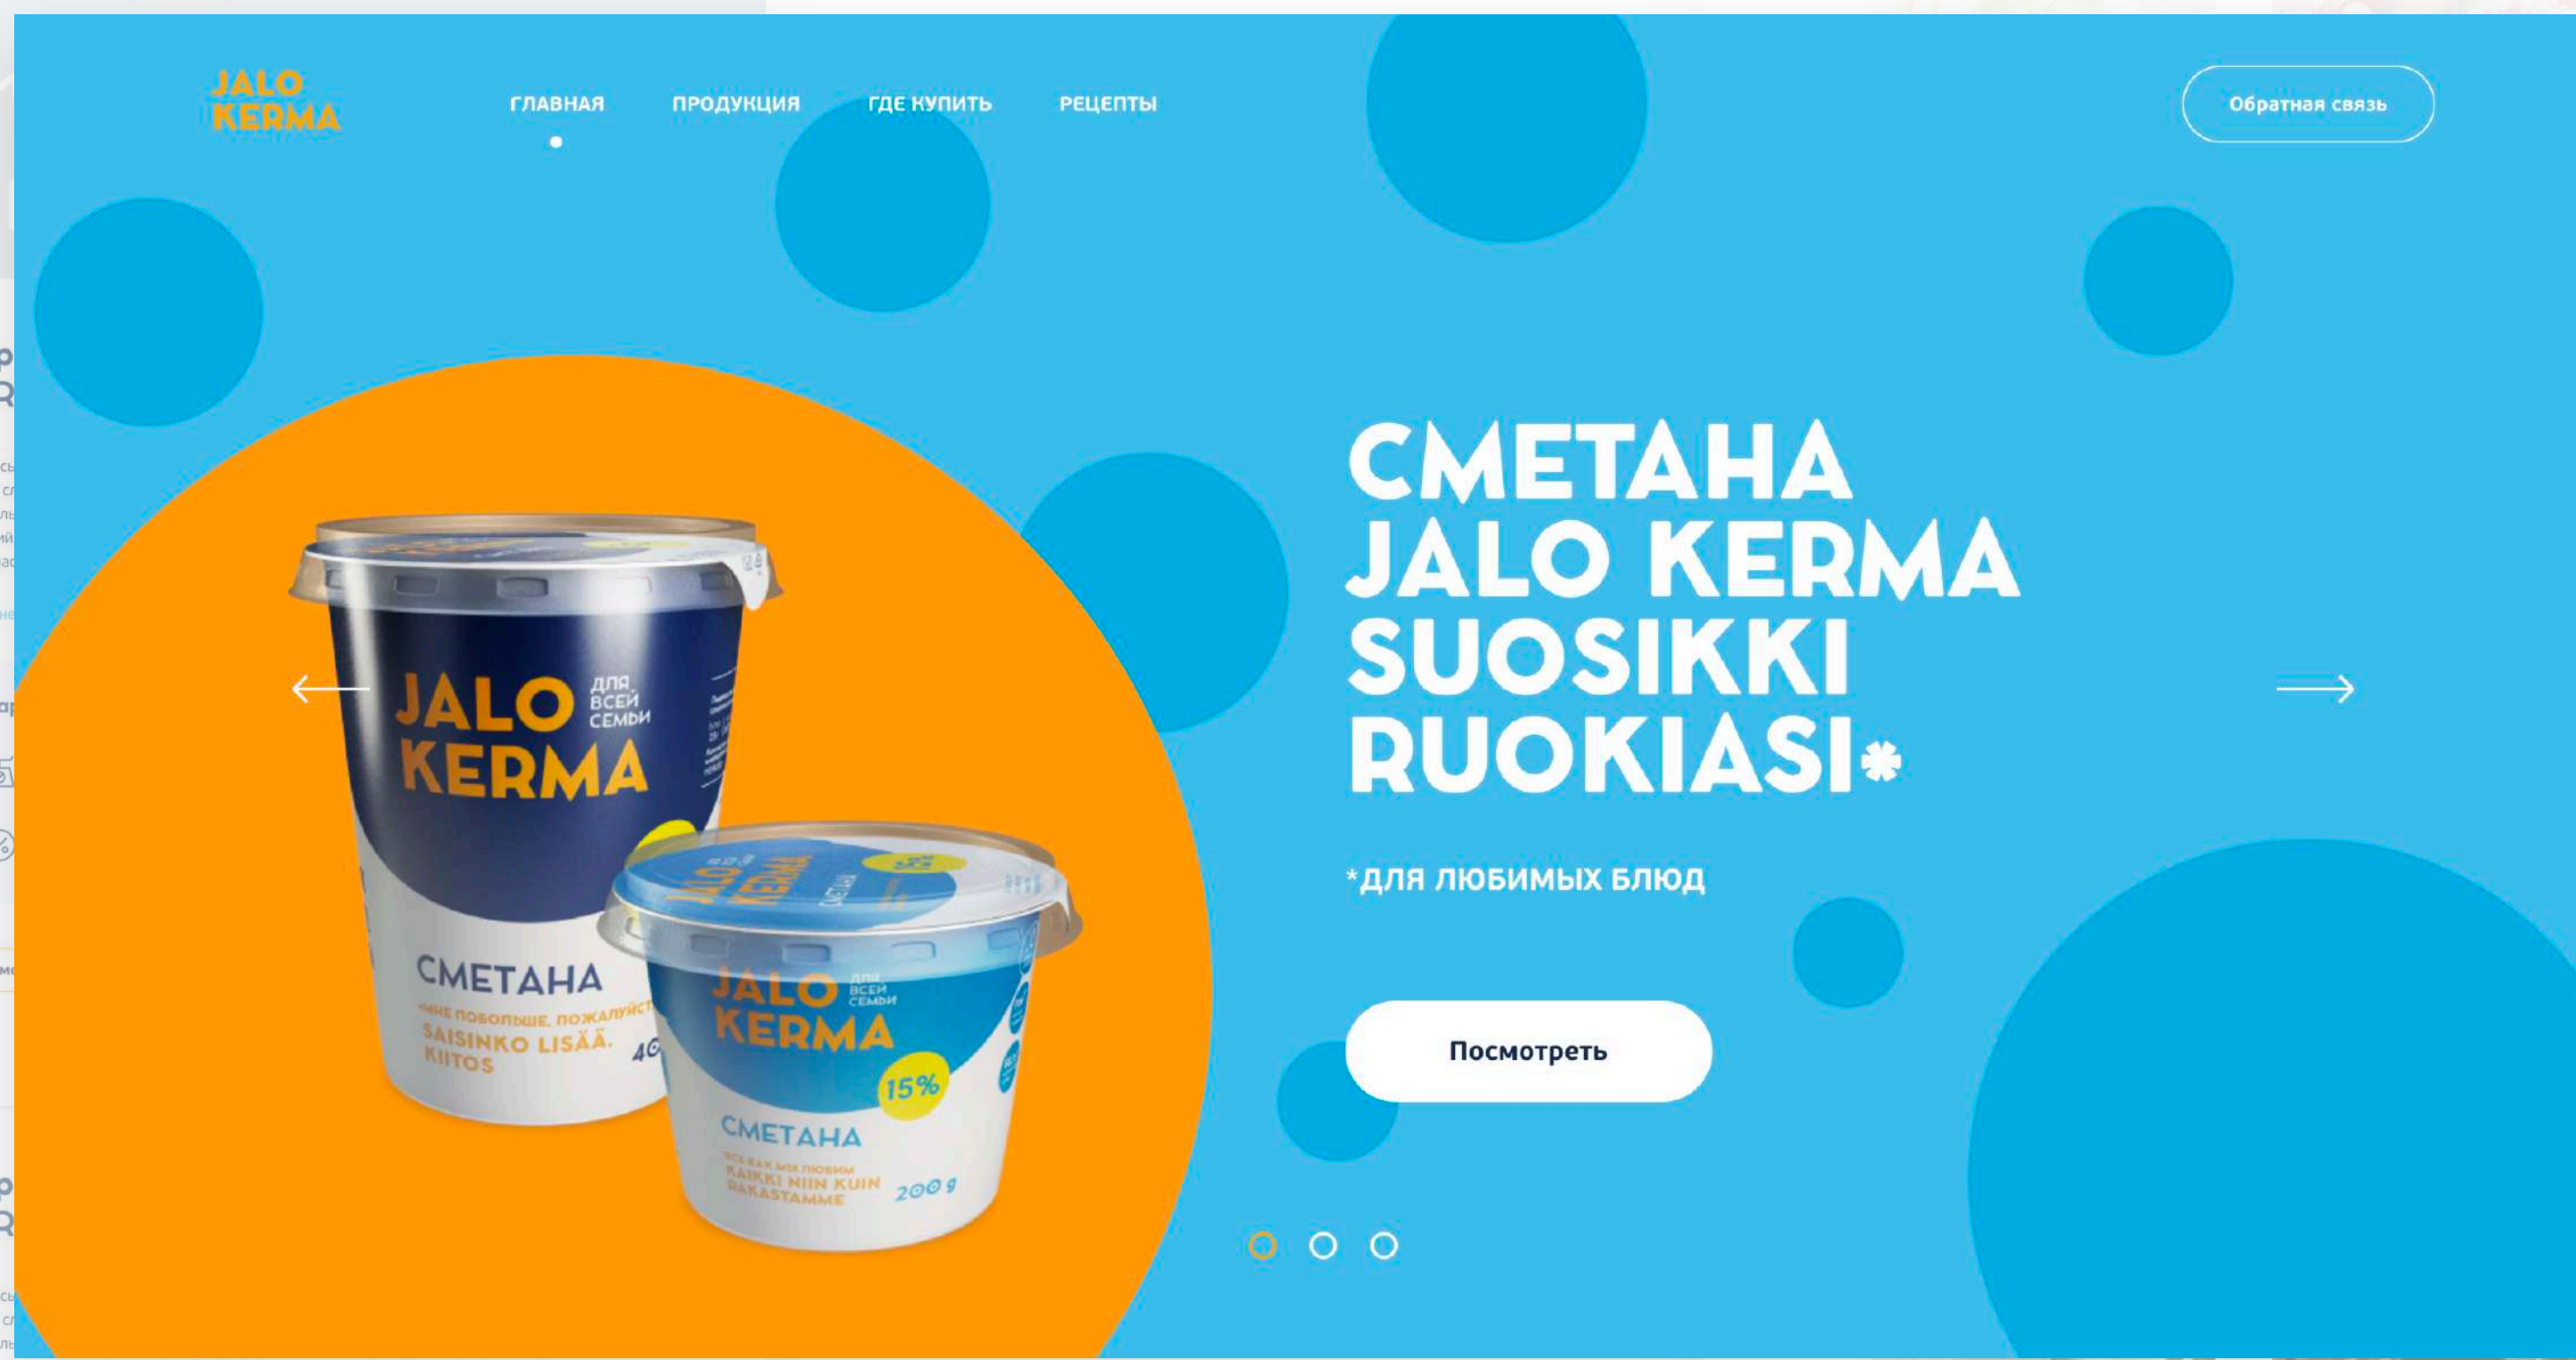 JALO
KERMA
ГЛАВНАЯ
ПРОДУКЦИЯ
ГДЕ КУПИТЬ
РЕЦЕПТЫ
Обратная связь
СМЕТАНА
JALO KERMA
SUOSIKKI
RUOKIASI*
*ДЛЯ ЛЮБИМЫХ БЛЮД
Посмотреть
JALO
KERMA
ДЛЯ
ВСЕЙ
СЕМЬИ
СМЕТАНА
МНЕ ПОБОЛЬШЕ,
SAISINKO LISÄÄ,
KIITOS
KERMA
СМЕТАНА
JALO
KERMA
ДЛЯ
ВСЕЙ
СЕМЬИ
15%
СМЕТАНА
ВСЕ КАК МЫ ЛЮБИМ
KAIKKI NIIN KUIN
RAKASTAMME
200 g